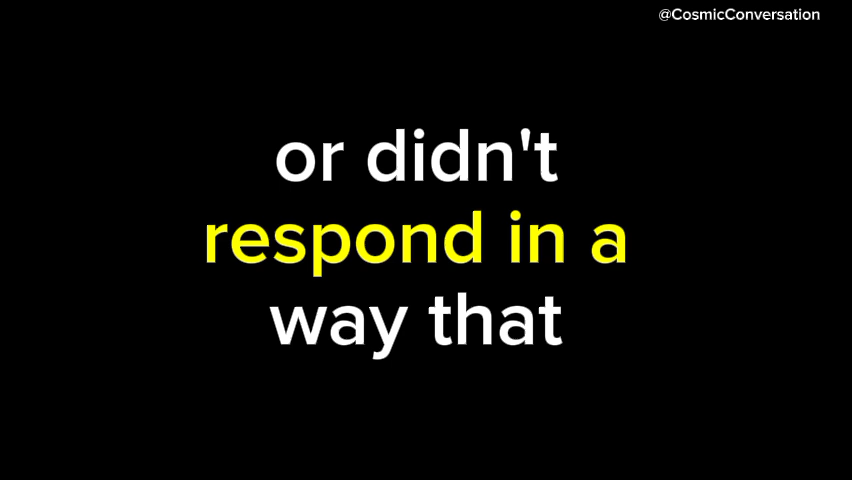 @CosmicConversation
or didn't
respond in a
way that